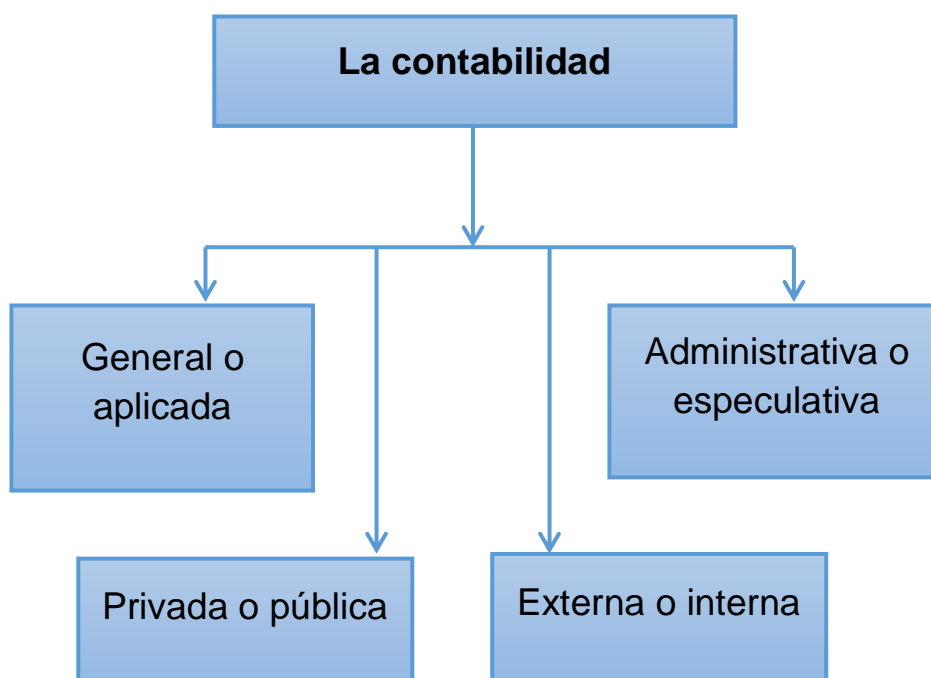 La contabilidad
General o
aplicada
Administrativa o
especulativa
Privada o pública
Externa o interna